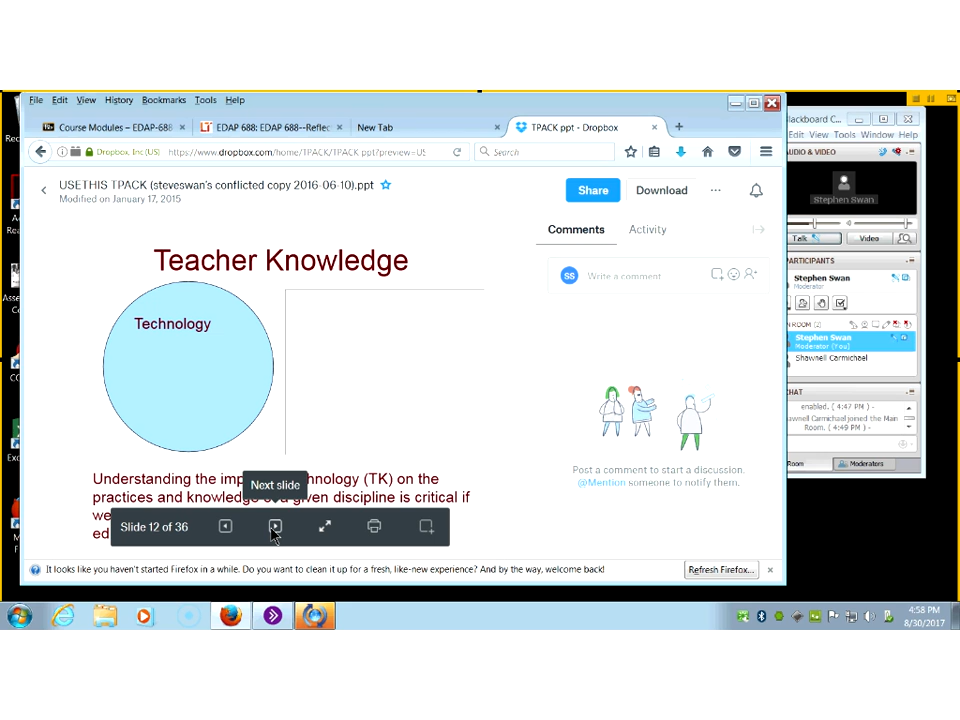 File Edit View History Bookmarks Tools Help
Course Modules – EDAP-688 × EDAP 688: EDAP 688--Reflec × New Tab × TPACK ppt - Dropbox × +
Dropbox, Inc (US) https://www.dropbox.com/home/TPACK/TPACK ppt?preview=US Search
USETHIS TPACK (steveswan's conflicted copy 2016-06-10).ppt
Modified on January 17, 2015
Share Download ...
Comments Activity
SS Write a comment
Teacher Knowledge
Technology
Understanding the imp nology (TK) on the
practices and knowledge given discipline is critical if
we
ed
Next slide
Slide 12 of 36
Post a comment to start a discussion.
@Mention someone to notify them.
It looks like you haven't started Firefox in a while. Do you want to clean it up for a fresh, like-new experience? And by the way, welcome back! Refresh Firefox... ×
lackboard C...
Edit View Tools Window Help
AUDIO & VIDEO
Stephen Swan
Talk Video
PARTICIPANTS
Stephen Swan
Moderator
N ROOM (2)
Stephen Swan
Moderator (You)
Shawnell Carmichael
CHAT
enabled. ( 4:47 PM ) -
awnell Carmichael joined the Main
Room. ( 4:49 PM ) -
Room Moderators
4:58 PM
8/30/2017